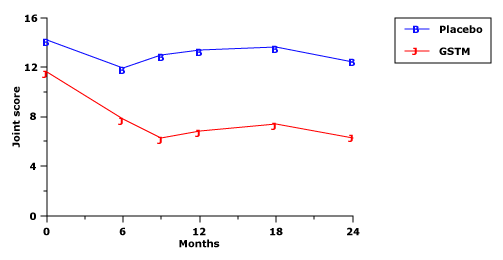 16
12
8
4
0
Joint score
B B B B B B
J J J J J J
0 6 12 18 24
Months
B Placebo
J GSTM